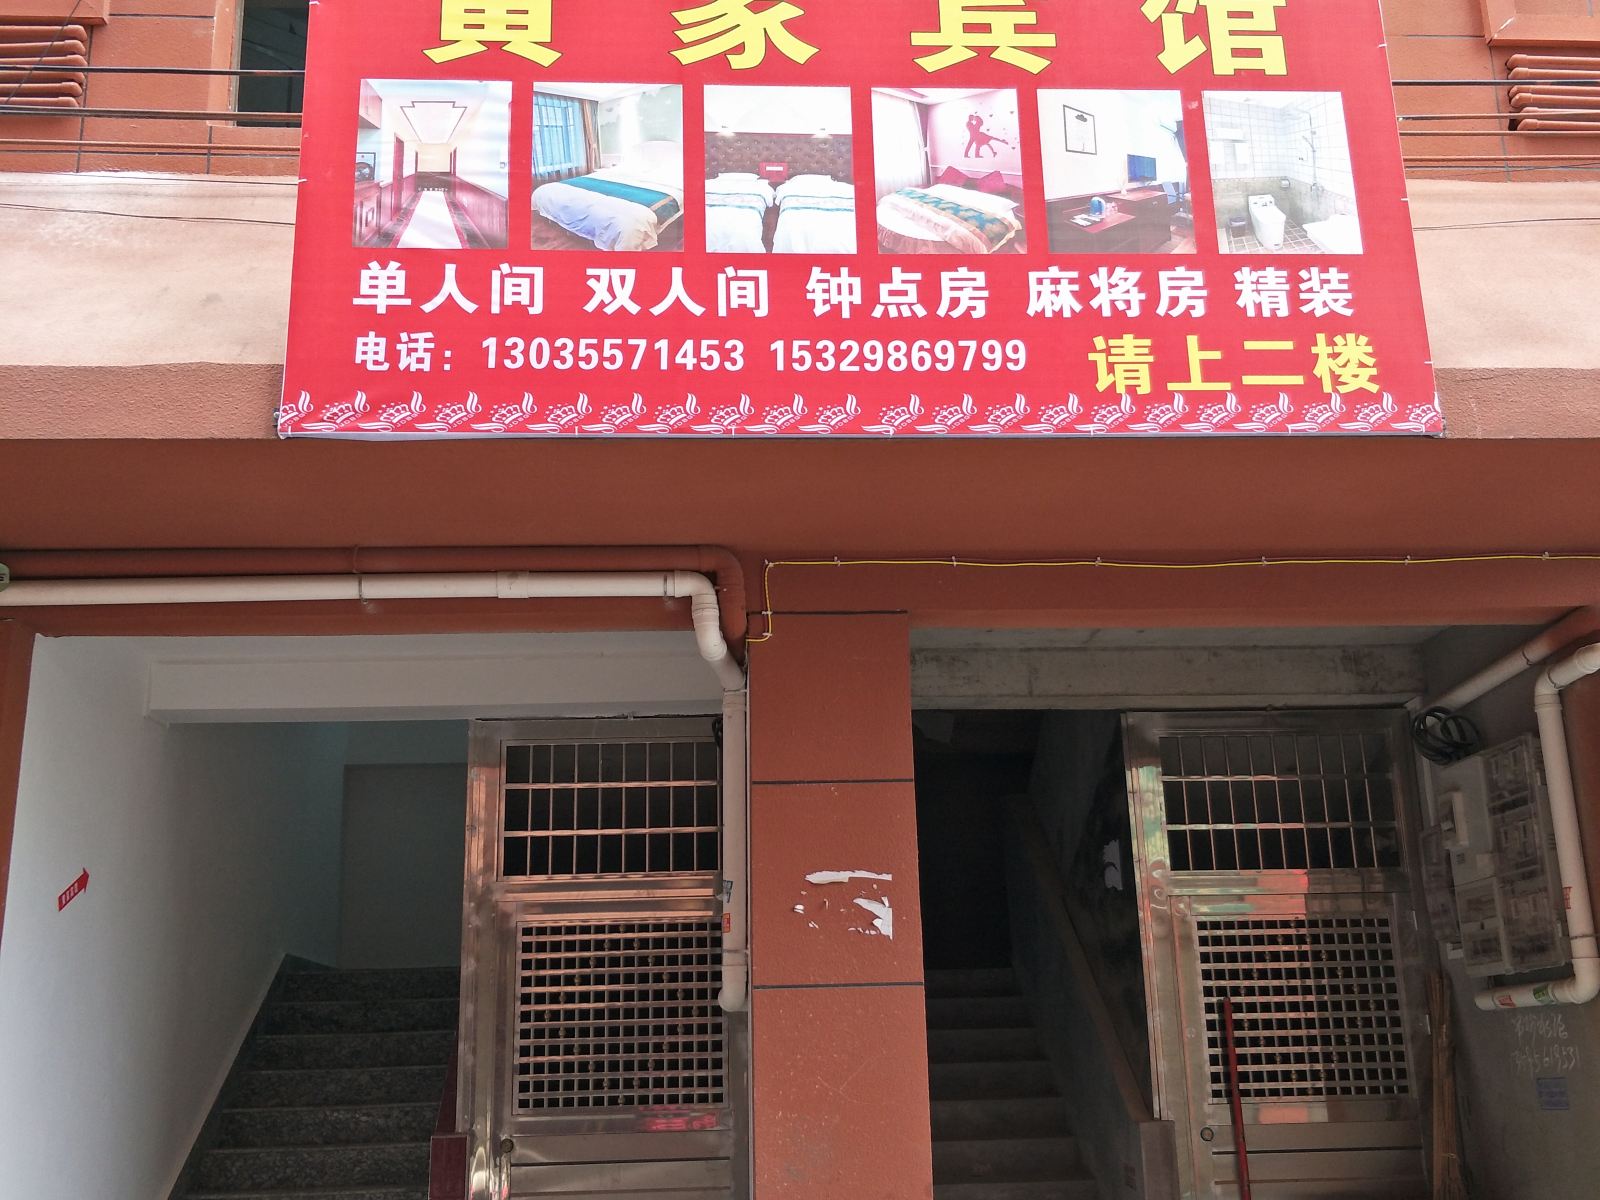 黄家宾馆
单人间 双人间 钟点房 麻将房 精装
电话：13035571453 15329869799 请上二楼